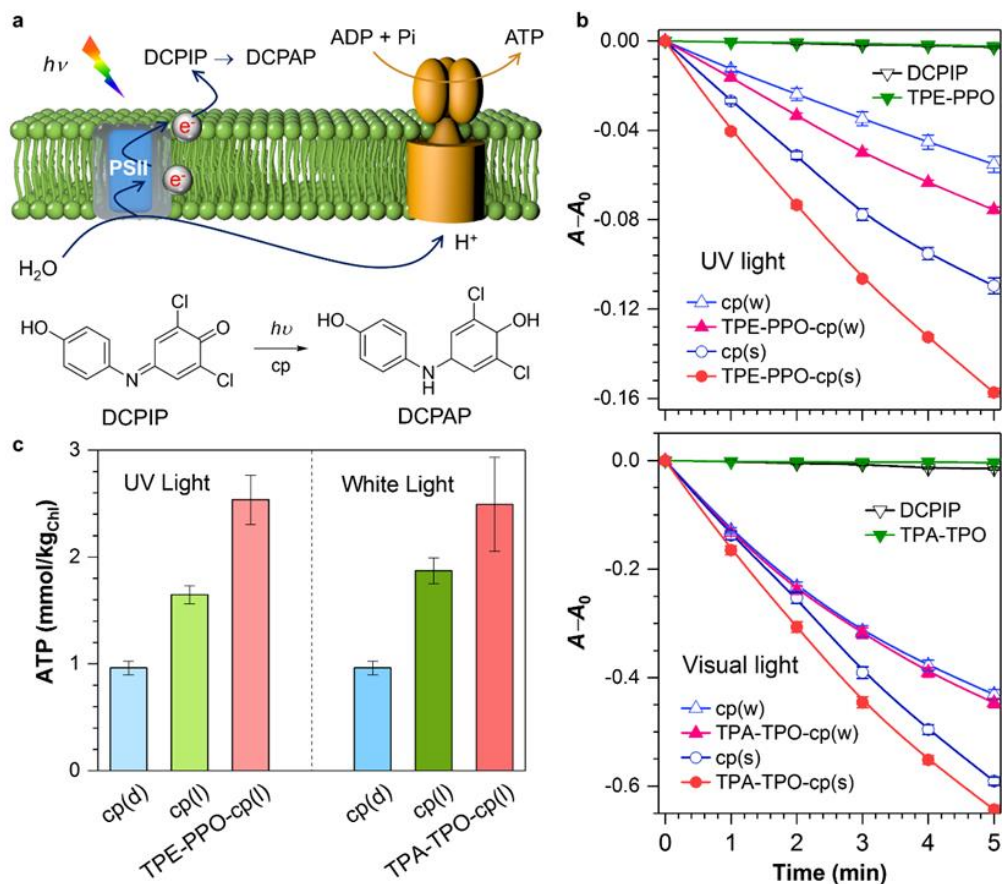 a
hν
DCPIP → DCPAP
ADP + Pi
ATP
PSII
e⁻
e⁻
H₂O
H⁺
HO
N
Cl
O
Cl
DCPIP
hν
cp
HO
N
H
Cl
OH
Cl
DCPAP
b
0.00
-0.04
-0.08
-0.12
-0.16
A–A₀
DCPIP
TPE-PPO
UV light
cp(w)
TPE-PPO-cp(w)
cp(s)
TPE-PPO-cp(s)
0.0
-0.2
-0.4
-0.6
A–A₀
DCPIP
TPA-TPO
Visual light
cp(w)
TPA-TPO-cp(w)
cp(s)
TPA-TPO-cp(s)
0 1 2 3 4 5
Time (min)
c
3
2
1
0
ATP (mmol/kgChl)
UV Light
White Light
cp(d)
cp(l)
TPE-PPO-cp(l)
cp(d)
cp(l)
TPA-TPO-cp(l)